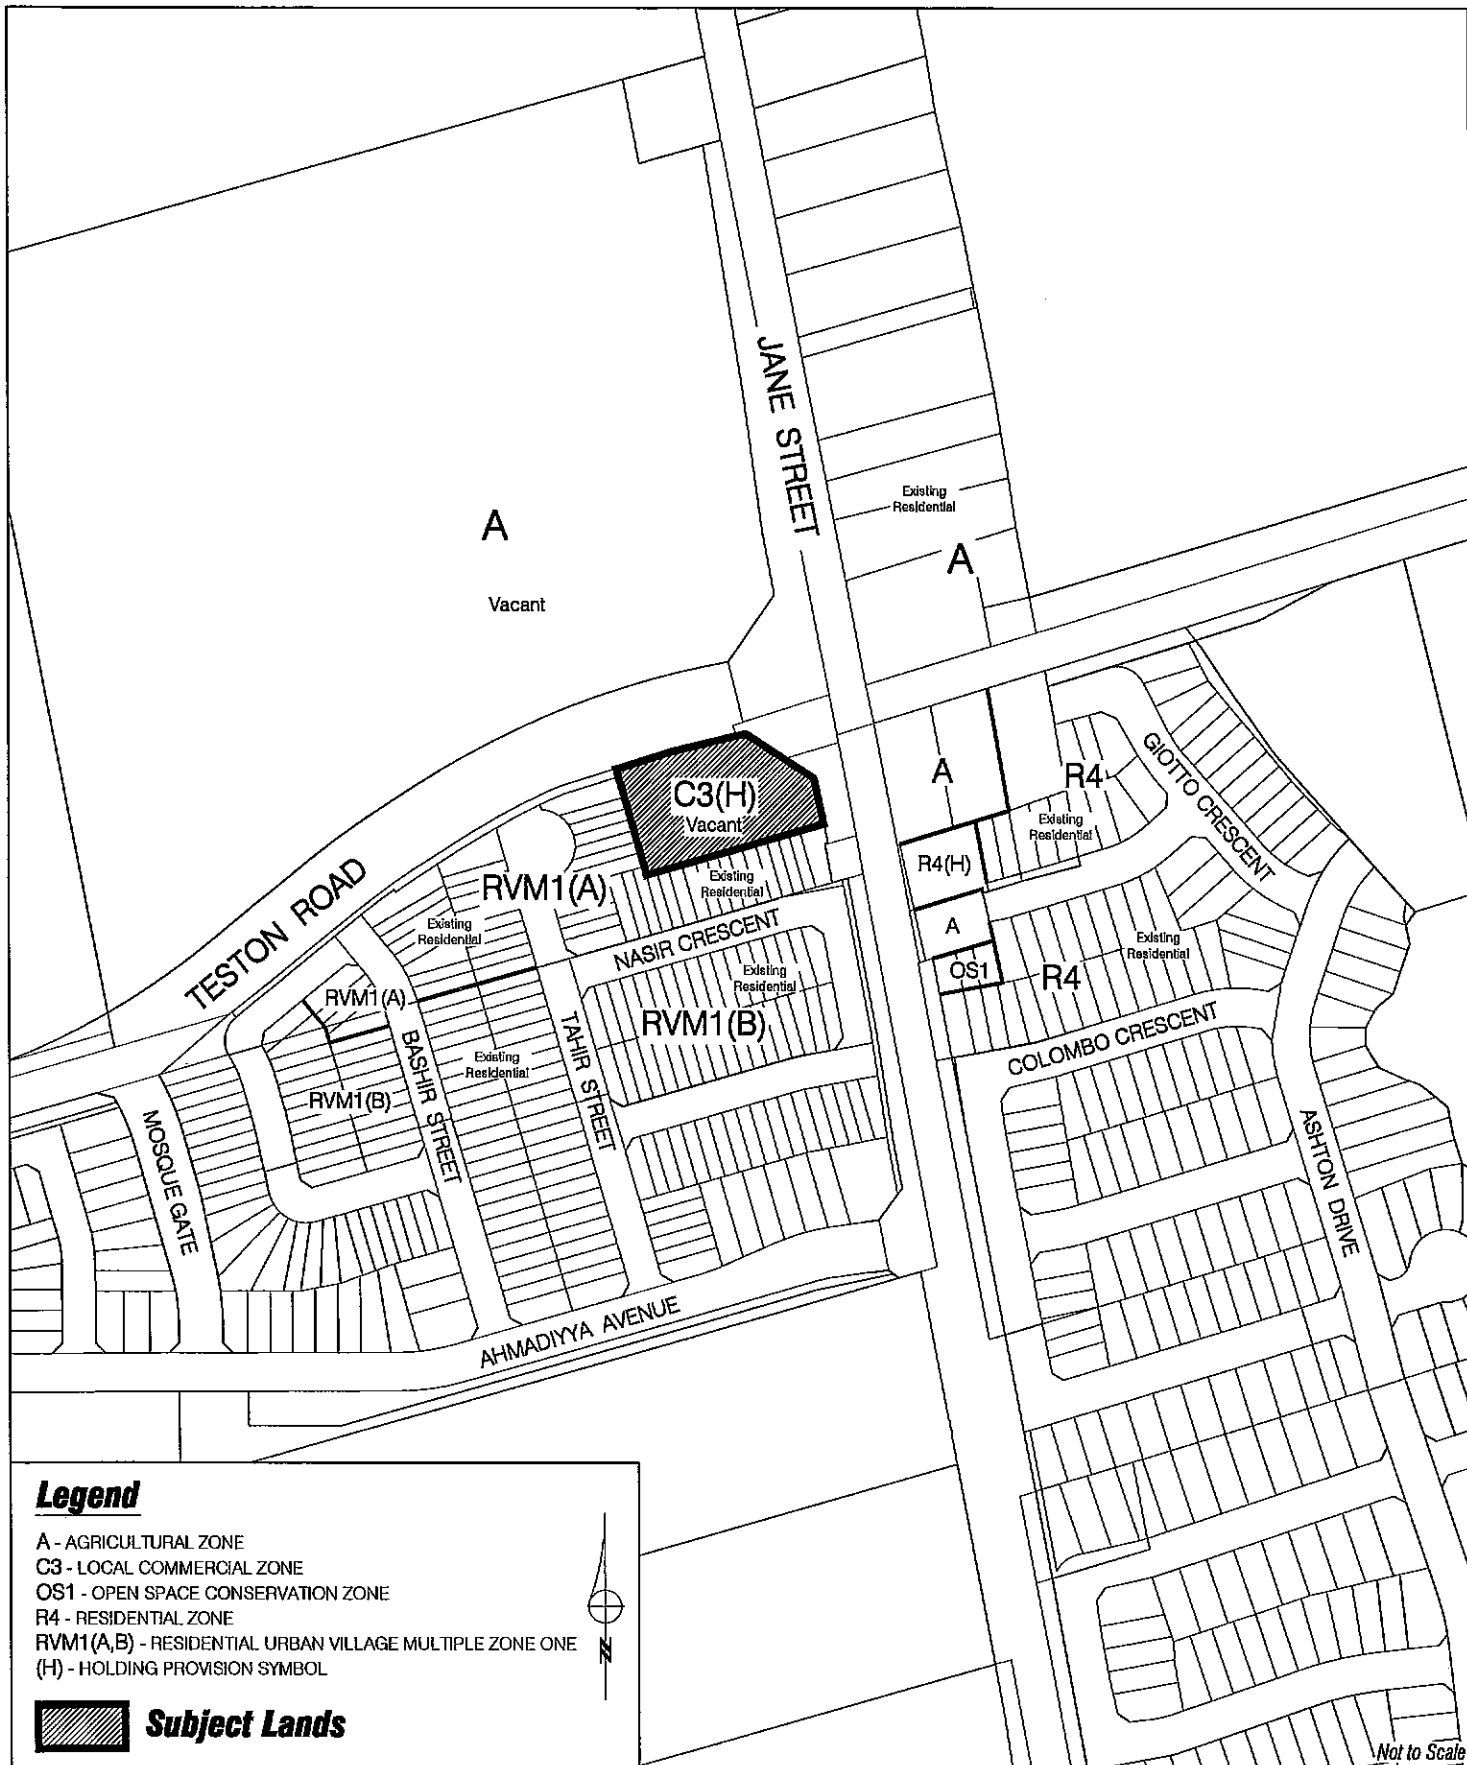 JANE STREET
Existing
Residential
A
A
Vacant
C3(H)
Vacant
A
R4
GIOTTO CRESCENT
Existing
Residential
R4(H)
TESTON ROAD
RVM1(A)
Existing
Residential
Existing
Residential
NASIR CRESCENT
A
Existing
Residential
OS1
R4
Existing
Residential
RVM1(A)
RVM1(B)
BASHIR STREET
TAHIR STREET
Existing
Residential
COLOMBO CRESCENT
RVM1(B)
MOSQUE GATE
ASHTON DRIVE
AHMADIYYA AVENUE
Legend
A - AGRICULTURAL ZONE
C3 - LOCAL COMMERCIAL ZONE
OS1 - OPEN SPACE CONSERVATION ZONE
R4 - RESIDENTIAL ZONE
RVM1(A,B) - RESIDENTIAL URBAN VILLAGE MULTIPLE ZONE ONE
(H) - HOLDING PROVISION SYMBOL
N
Subject Lands
Not to Scale